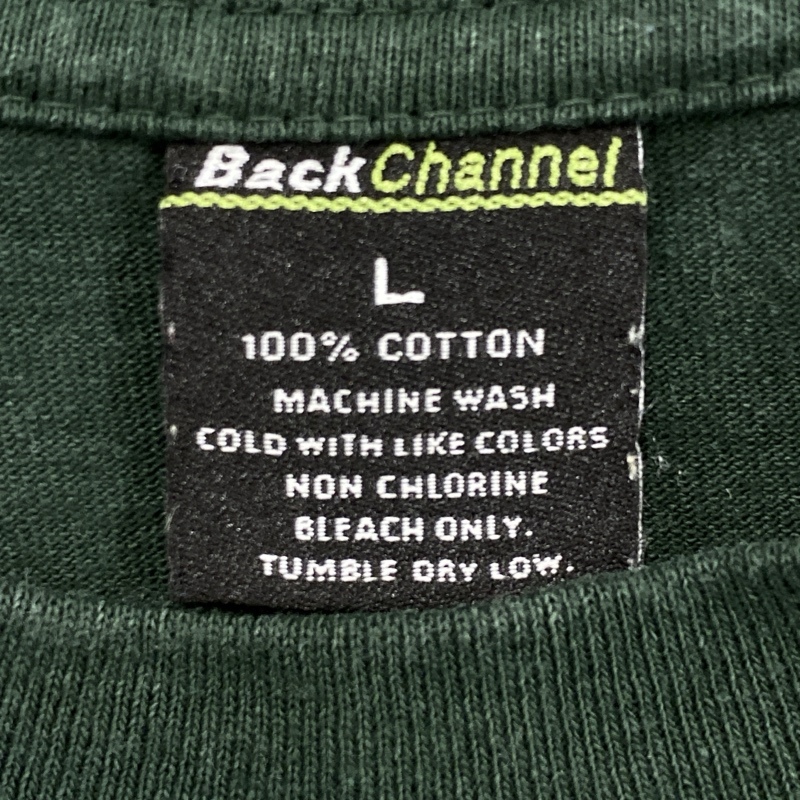 BackChannel
L
100% COTTON
MACHINE WASH
COLD WITH LIKE COLORS
NON CHLORINE
BLEACH ONLY.
TUMBLE DRY LOW.